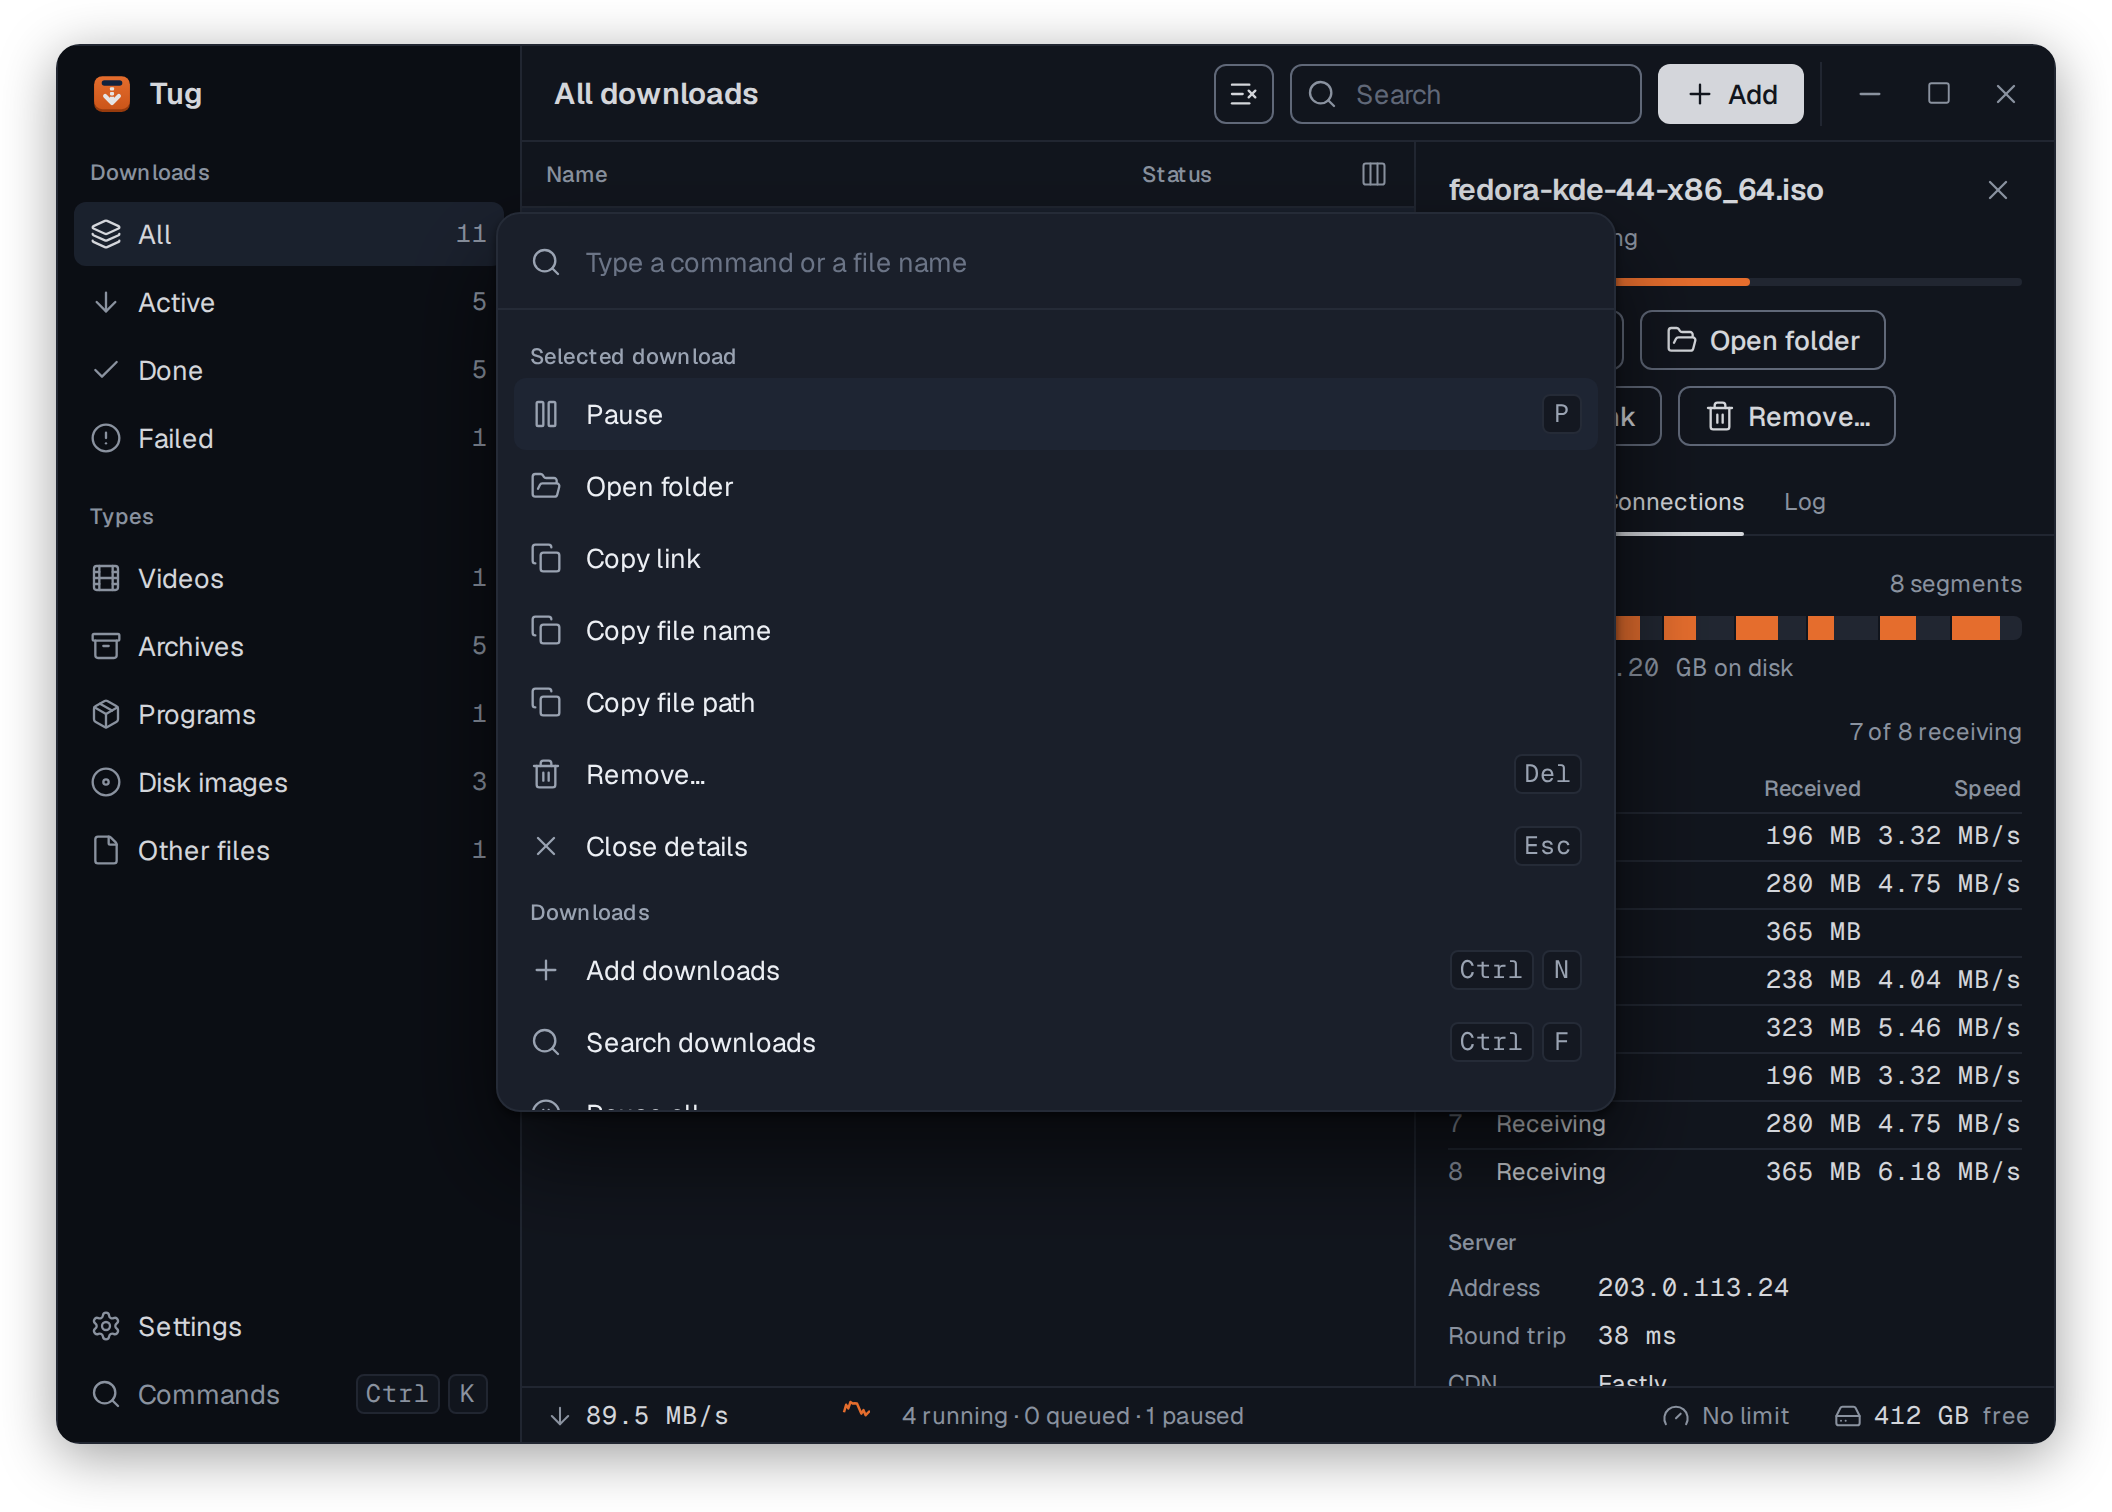 Tug
Downloads
All 11
Active 5
Done 5
Failed 1
Types
Videos 1
Archives 5
Programs 1
Disk images 3
Other files 1
Settings
Commands Ctrl K
All downloads
Search
Add
Name Status
Type a command or a file name
Selected download
Pause P
Open folder
Copy link
Copy file name
Copy file path
Remove… Del
Close details Esc
Downloads
Add downloads Ctrl N
Search downloads Ctrl F
fedora-kde-44-x86_64.iso
Open folder
Remove…
Connections Log
8 segments
.20 GB on disk
7 of 8 receiving
Received Speed
196 MB 3.32 MB/s
280 MB 4.75 MB/s
365 MB
238 MB 4.04 MB/s
323 MB 5.46 MB/s
196 MB 3.32 MB/s
7 Receiving 280 MB 4.75 MB/s
8 Receiving 365 MB 6.18 MB/s
Server
Address 203.0.113.24
Round trip 38 ms
CDN Fastly
89.5 MB/s
4 running · 0 queued · 1 paused
No limit
412 GB free